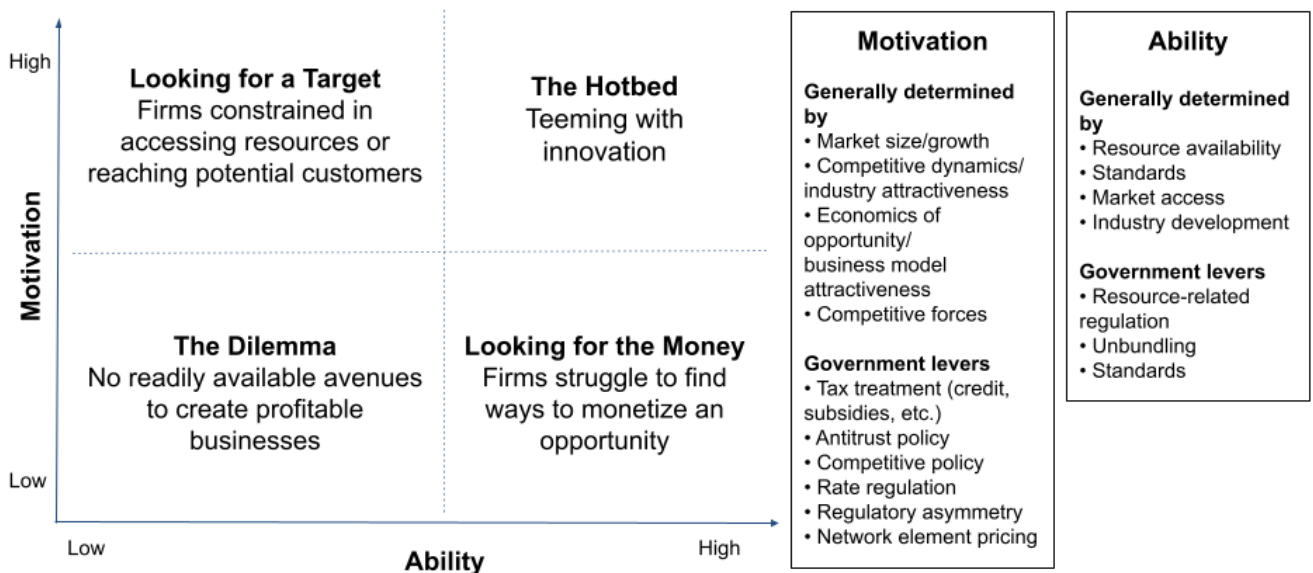 High
Motivation
Low
Looking for a Target
Firms constrained in
accessing resources or
reaching potential customers
The Hotbed
Teeming with
innovation
The Dilemma
No readily available avenues
to create profitable
businesses
Looking for the Money
Firms struggle to find
ways to monetize an
opportunity
Low
Ability
High
Motivation
Generally determined
by
• Market size/growth
• Competitive dynamics/
industry attractiveness
• Economics of
opportunity/
business model
attractiveness
• Competitive forces
Government levers
• Tax treatment (credit,
subsidies, etc.)
• Antitrust policy
• Competitive policy
• Rate regulation
• Regulatory asymmetry
• Network element pricing
Ability
Generally determined
by
• Resource availability
• Standards
• Market access
• Industry development
Government levers
• Resource-related
regulation
• Unbundling
• Standards